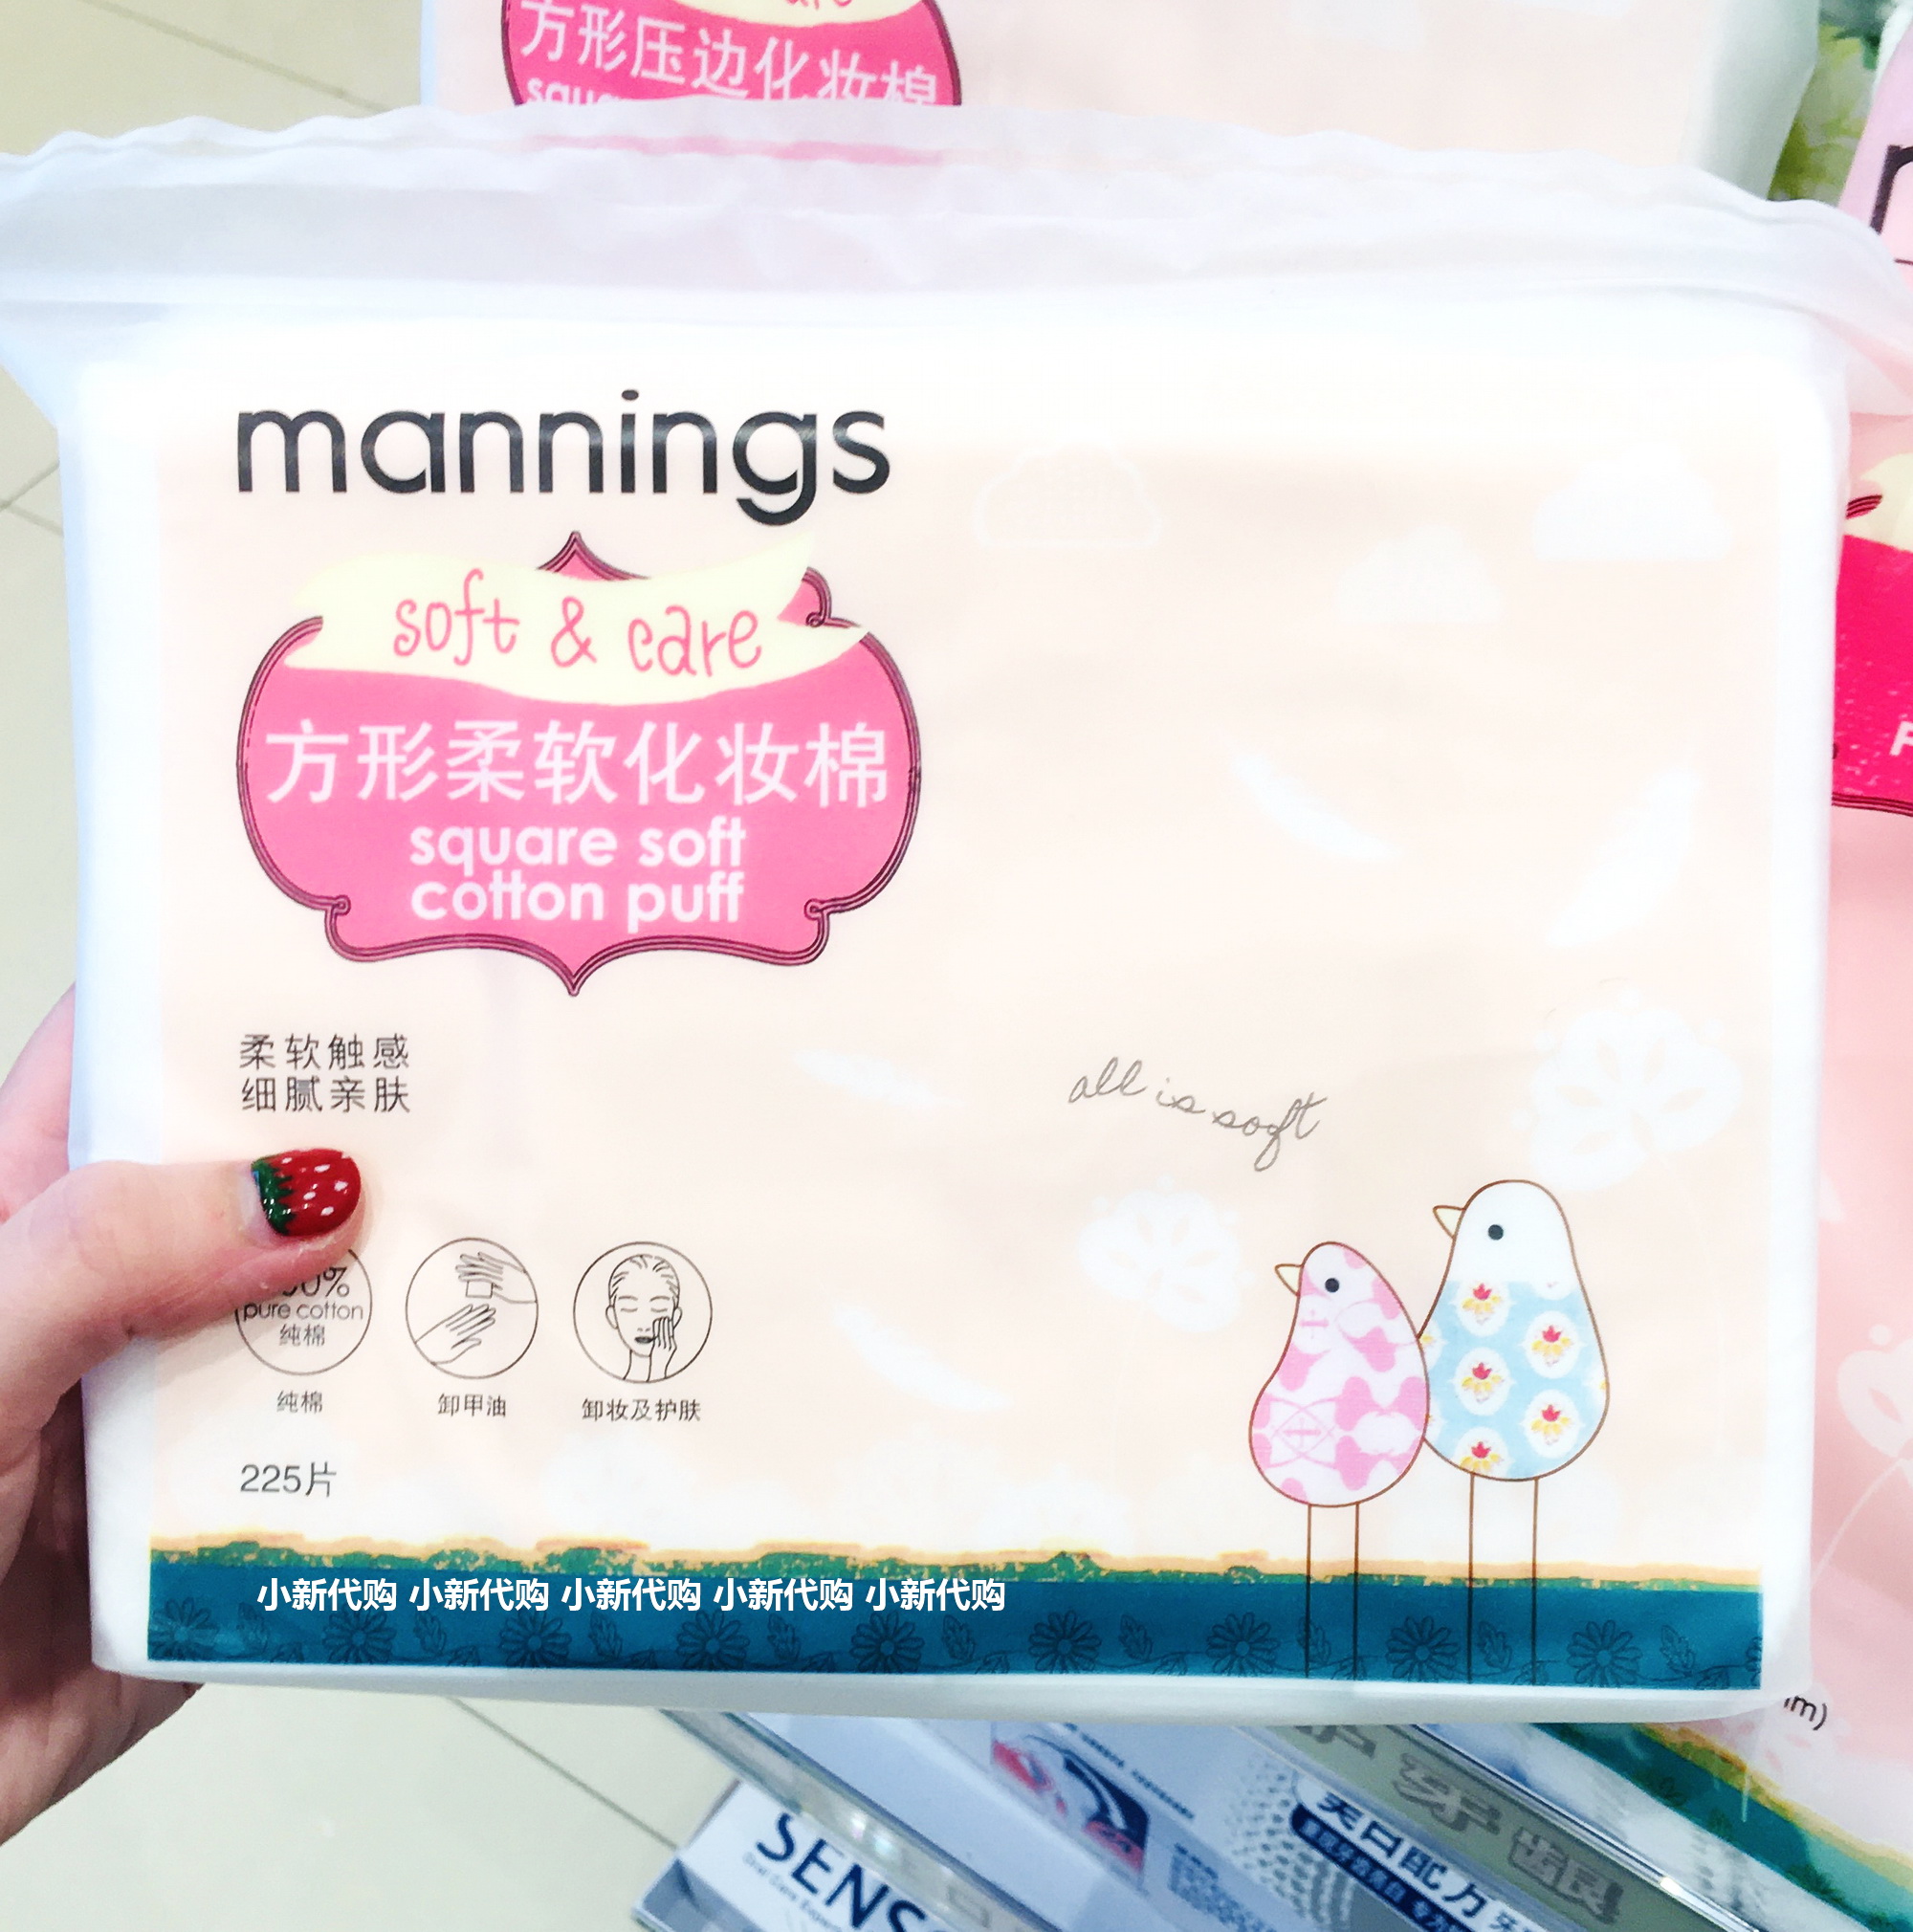 方形压边化妆棉
mannings
soft & care
方形柔软化妆棉
square soft
cotton puff
柔软触感
细腻亲肤
all is soft
pure cotton
纯棉
纯棉
卸甲油
卸妆及护肤
225片
小新代购 小新代购 小新代购 小新代购 小新代购